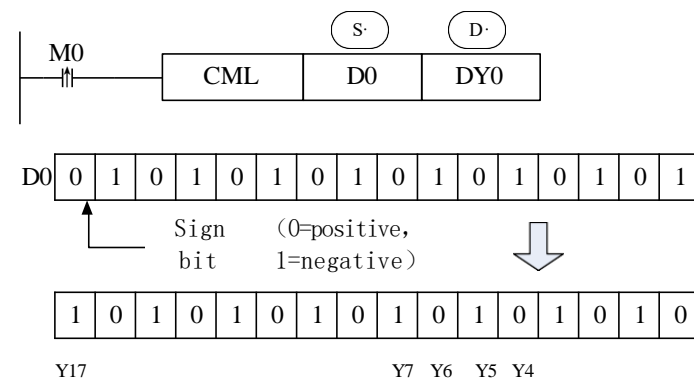 S· D·
M0
CML D0 DY0
D0 0 1 0 1 0 1 0 1 0 1 0 1 0 1 0 1
Sign (0=positive,
bit 1=negative)
1 0 1 0 1 0 1 0 1 0 1 0 1 0 1 0
Y17 Y7 Y6 Y5 Y4